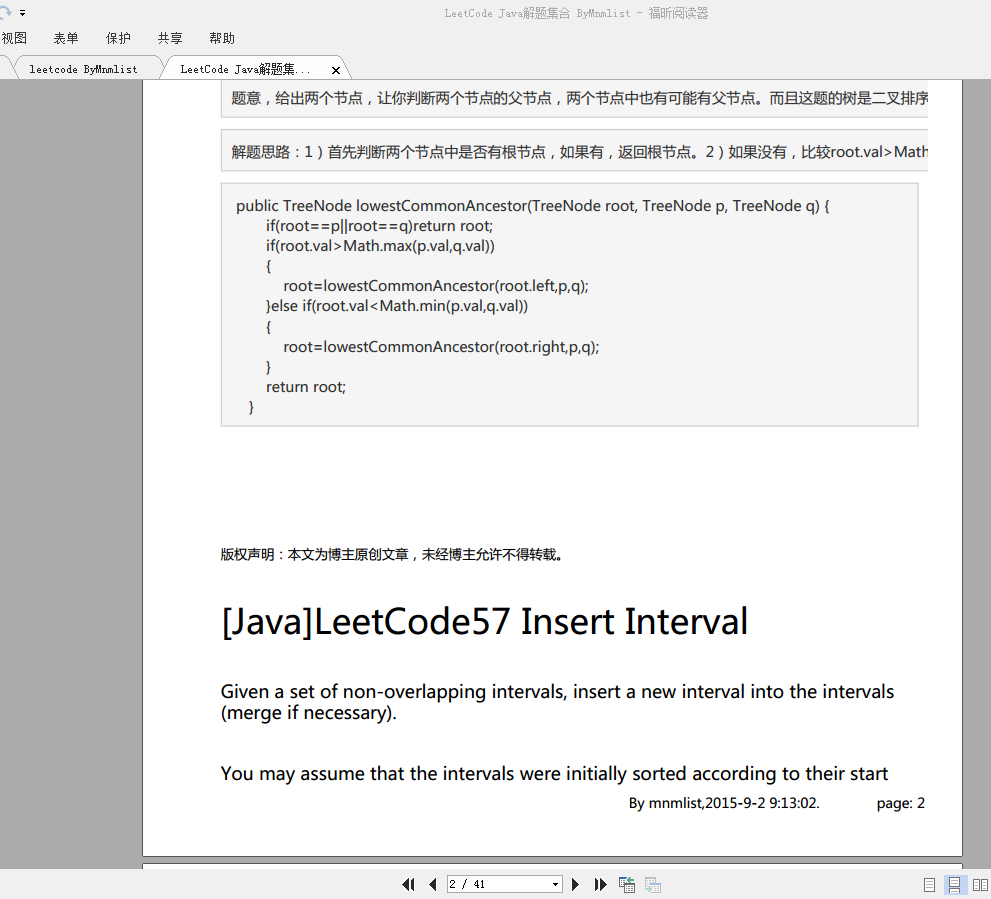 LeetCode Java解题集合 ByMnmlist - 福昕阅读器
视图 表单 保护 共享 帮助
leetcode ByMnmlist LeetCode Java解题集...
题意，给出两个节点，让你判断两个节点的父节点，两个节点中也有可能有父节点。而且这题的树是二叉排序
解题思路：1）首先判断两个节点中是否有根节点，如果有，返回根节点。2）如果没有，比较root.val>Math
public TreeNode lowestCommonAncestor(TreeNode root, TreeNode p, TreeNode q) {
if(root==p||root==q)return root;
if(root.val>Math.max(p.val,q.val))
{
root=lowestCommonAncestor(root.left,p,q);
}else if(root.val<Math.min(p.val,q.val))
{
root=lowestCommonAncestor(root.right,p,q);
}
return root;
}
版权声明：本文为博主原创文章，未经博主允许不得转载。
[Java]LeetCode57 Insert Interval
Given a set of non-overlapping intervals, insert a new interval into the intervals
(merge if necessary).
You may assume that the intervals were initially sorted according to their start
By mnmlist,2015-9-2 9:13:02. page: 2
2 / 41